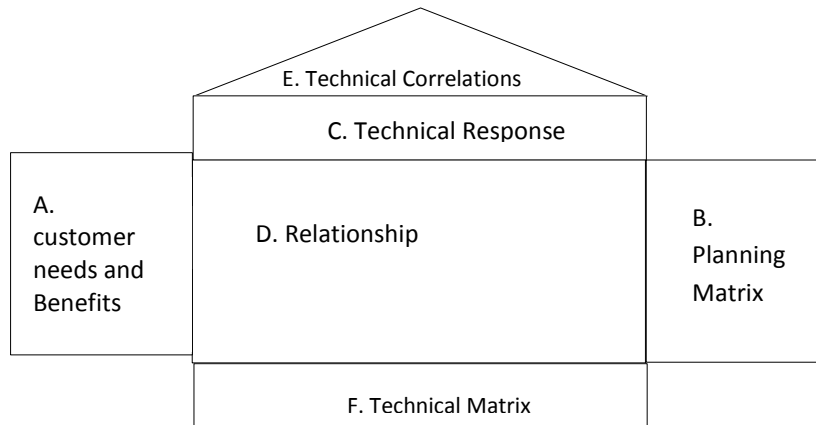 E. Technical Correlations
C. Technical Response
A.
customer
needs and
Benefits
D. Relationship
B.
Planning
Matrix
F. Technical Matrix